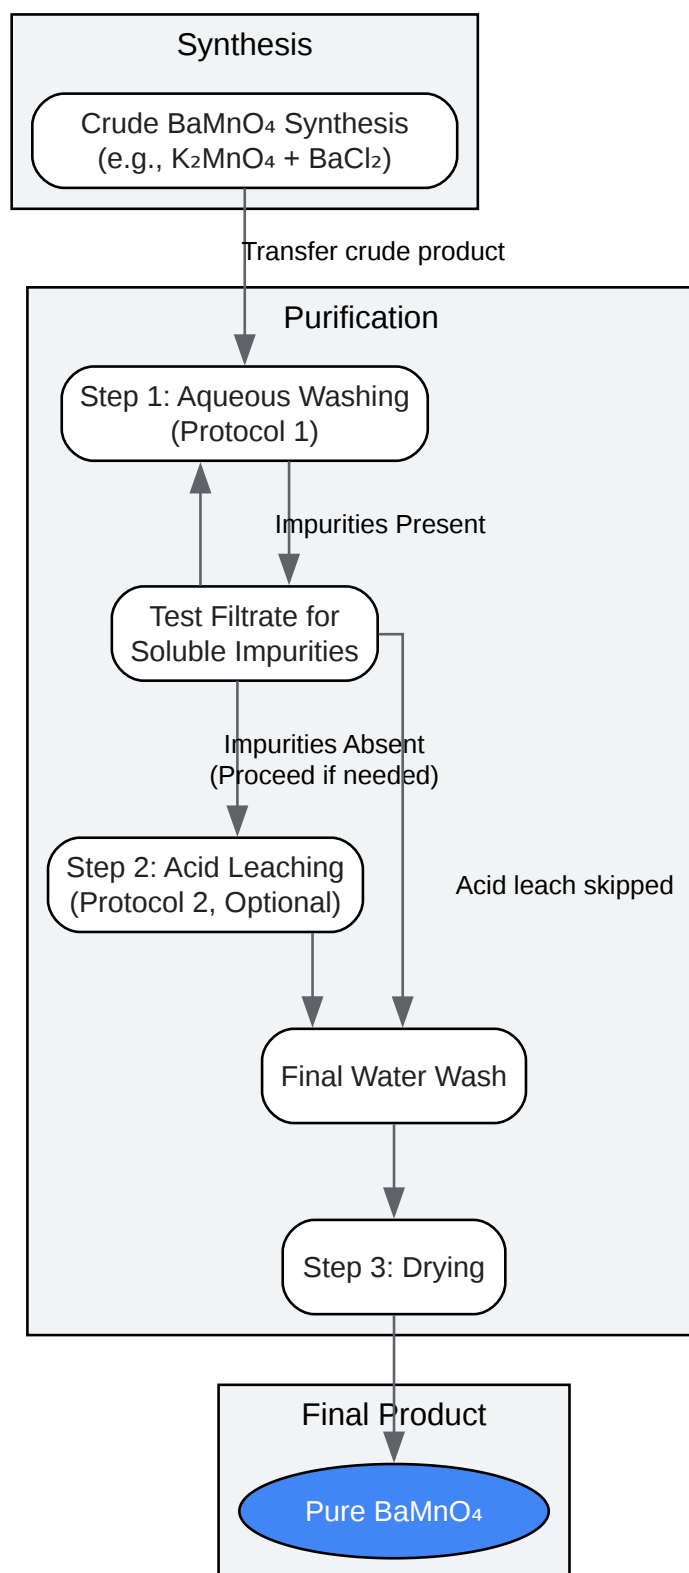 Synthesis
Crude BaMnO₄ Synthesis
(e.g., K₂MnO₄ + BaCl₂)
Transfer crude product
Purification
Step 1: Aqueous Washing
(Protocol 1)
Impurities Present
Test Filtrate for
Soluble Impurities
Impurities Absent
(Proceed if needed)
Step 2: Acid Leaching
(Protocol 2, Optional)
Acid leach skipped
Final Water Wash
Step 3: Drying
Final Product
Pure BaMnO₄